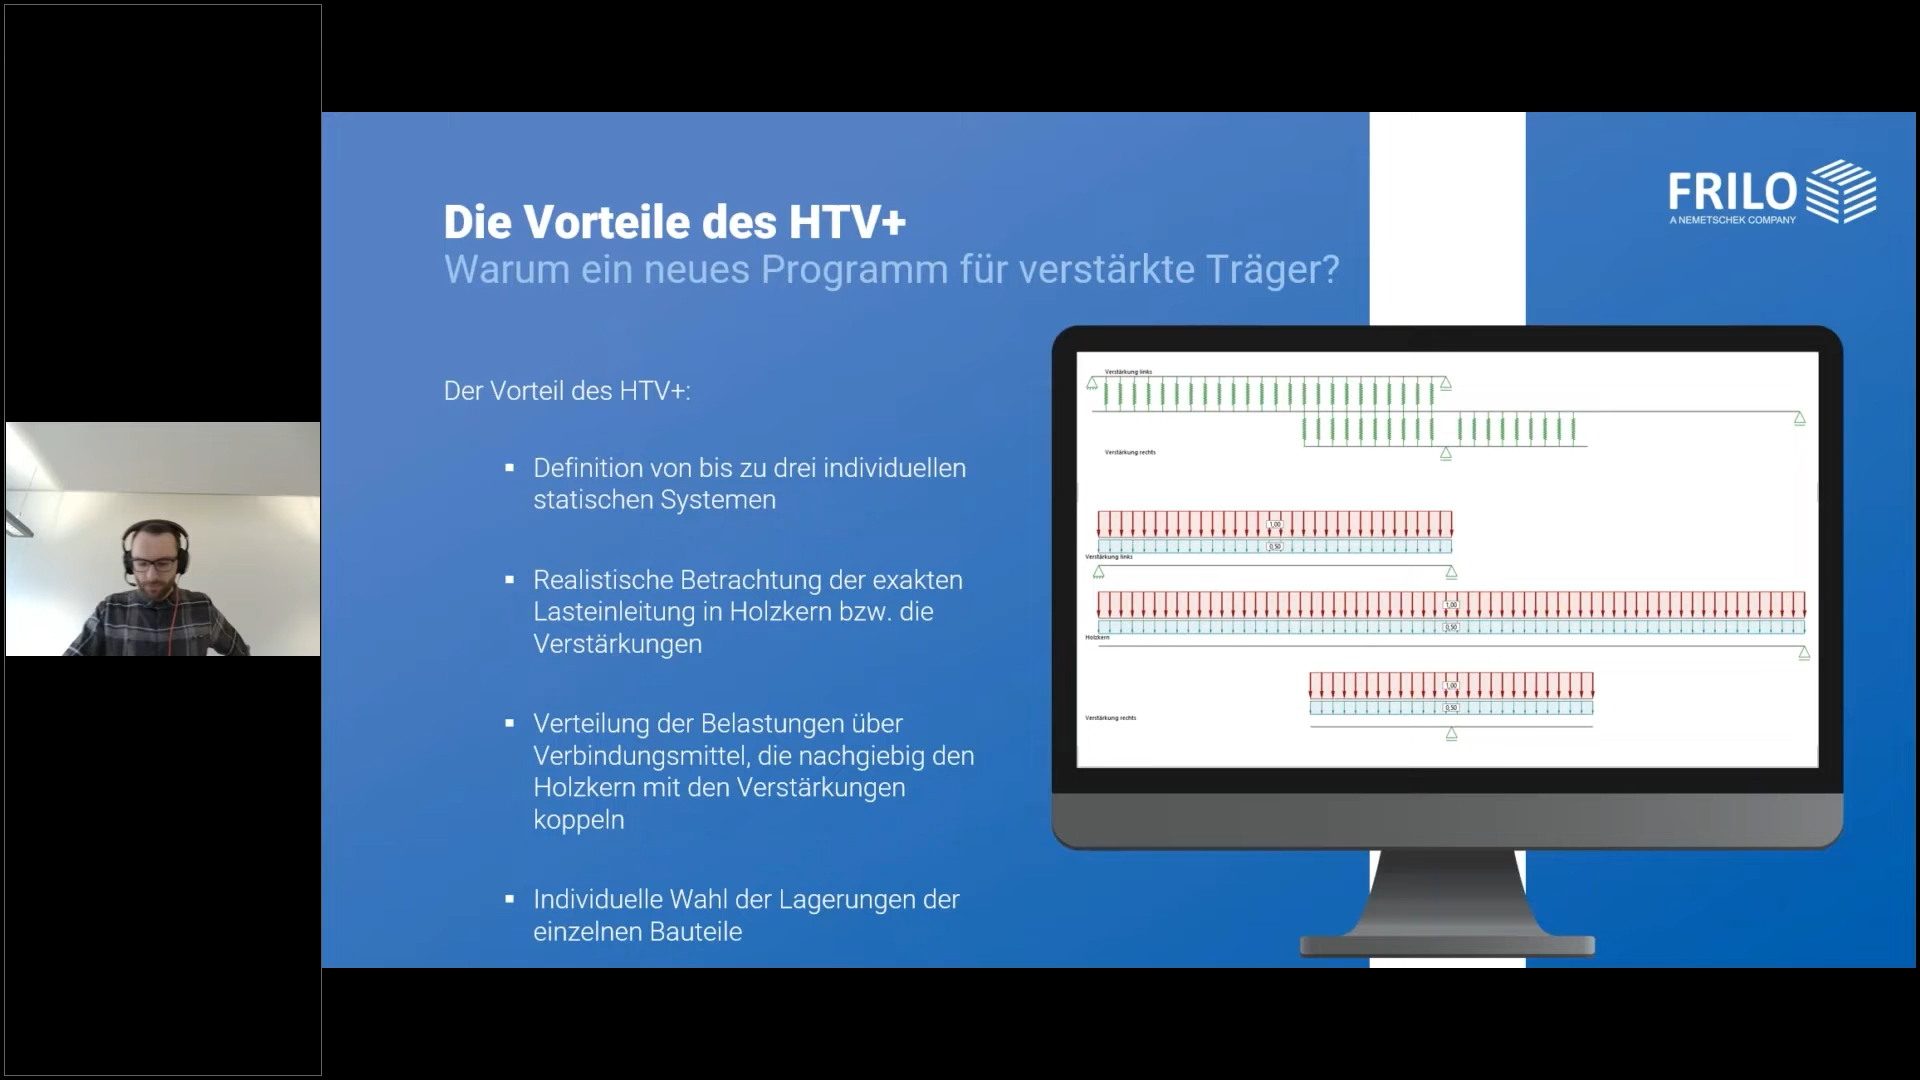 FRILO
A NEMETSCHEK COMPANY
Die Vorteile des HTV+
Warum ein neues Programm für verstärkte Träger?
Der Vorteil des HTV+:
▪ Definition von bis zu drei individuellen
statischen Systemen
▪ Realistische Betrachtung der exakten
Lasteinleitung in Holzkern bzw. die
Verstärkungen
▪ Verteilung der Belastungen über
Verbindungsmittel, die nachgiebig den
Holzkern mit den Verstärkungen
koppeln
▪ Individuelle Wahl der Lagerungen der
einzelnen Bauteile
Verstärkung links
Verstärkung rechts
1,00
0,50
Verstärkung links
1,00
0,50
Holzkern
1,00
0,50
Verstärkung rechts